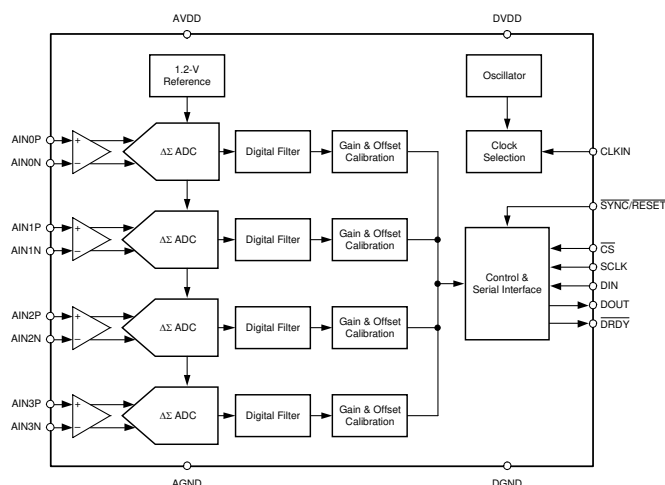 AVDD
DVDD
1.2-V
Reference
Oscillator
AIN0P
+
AIN0N
−
ΔΣ ADC
Digital Filter
Gain & Offset
Calibration
Clock
Selection
CLKIN
SYNC/RESET
AIN1P
+
AIN1N
−
ΔΣ ADC
Digital Filter
Gain & Offset
Calibration
CS
SCLK
Control &
Serial Interface
DIN
DOUT
DRDY
AIN2P
+
AIN2N
−
ΔΣ ADC
Digital Filter
Gain & Offset
Calibration
AIN3P
+
AIN3N
−
ΔΣ ADC
Digital Filter
Gain & Offset
Calibration
AGND
DGND